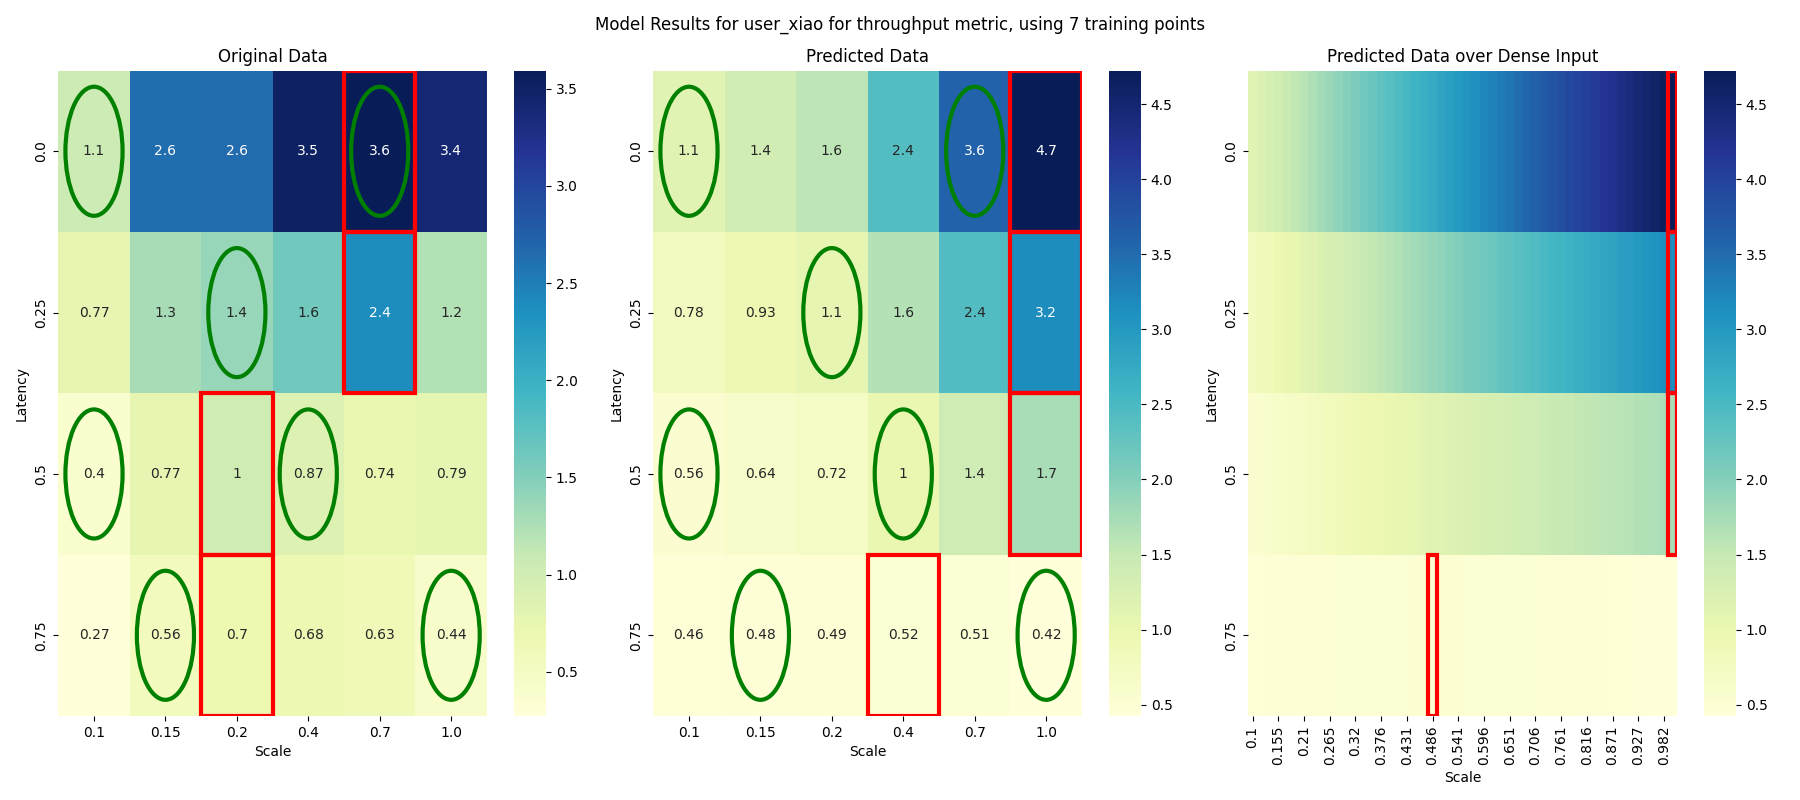 Model Results for user_xiao for throughput metric, using 7 training points
Original Data
Latency
0.0
0.25
0.5
0.75
1.1 2.6 2.6 3.5 3.6 3.4
0.77 1.3 1.4 1.6 2.4 1.2
0.4 0.77 1 0.87 0.74 0.79
0.27 0.56 0.7 0.68 0.63 0.44
0.1 0.15 0.2 0.4 0.7 1.0
Scale
3.5
3.0
2.5
2.0
1.5
1.0
0.5
Predicted Data
Latency
0.0
0.25
0.5
0.75
1.1 1.4 1.6 2.4 3.6 4.7
0.78 0.93 1.1 1.6 2.4 3.2
0.56 0.64 0.72 1 1.4 1.7
0.46 0.48 0.49 0.52 0.51 0.42
0.1 0.15 0.2 0.4 0.7 1.0
Scale
4.5
4.0
3.5
3.0
2.5
2.0
1.5
1.0
0.5
Predicted Data over Dense Input
Latency
0.0
0.25
0.5
0.75
0.1 0.155 0.21 0.265 0.32 0.376 0.431 0.486 0.541 0.596 0.651 0.706 0.761 0.816 0.871 0.927 0.982
Scale
4.5
4.0
3.5
3.0
2.5
2.0
1.5
1.0
0.5